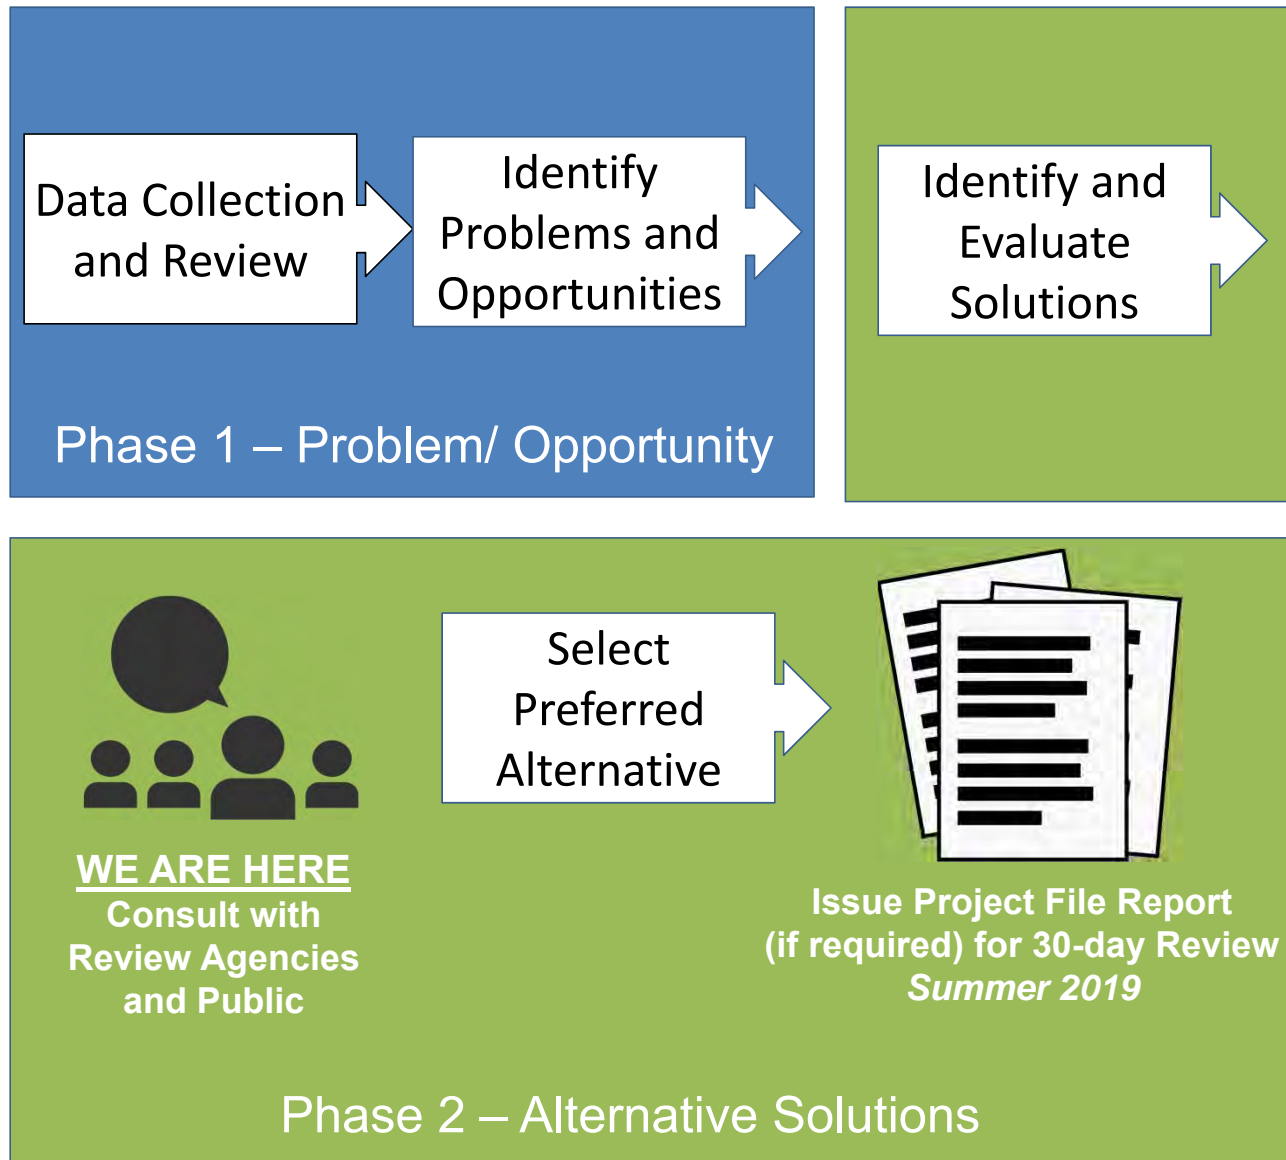 Data Collection
and Review
Identify
Problems and
Opportunities
Phase 1 – Problem/ Opportunity
Identify and
Evaluate
Solutions
WE ARE HERE
Consult with
Review Agencies
and Public
Select
Preferred
Alternative
Issue Project File Report
(if required) for 30-day Review
Summer 2019
Phase 2 – Alternative Solutions